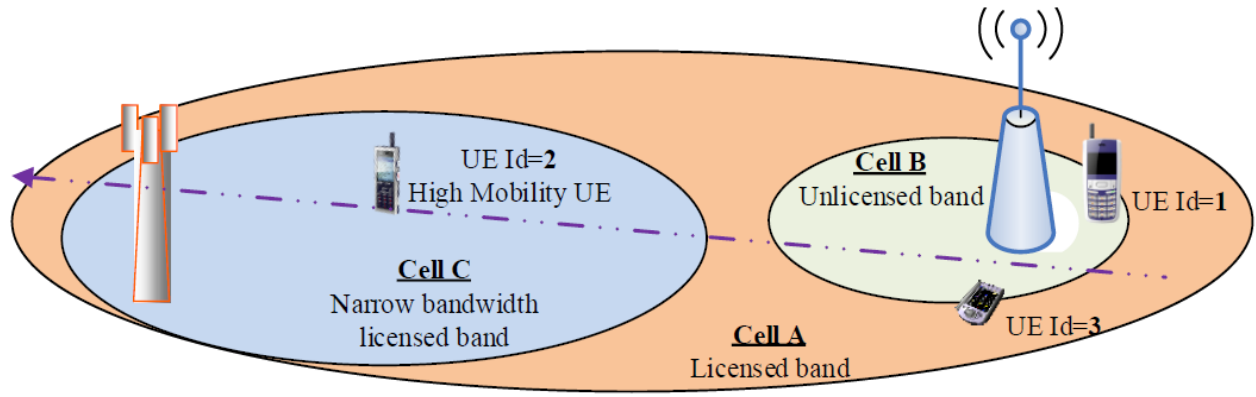 UE Id=2
High Mobility UE
Cell C
Narrow bandwidth
licensed band
Cell B
Unlicensed band
UE Id=1
UE Id=3
Cell A
Licensed band